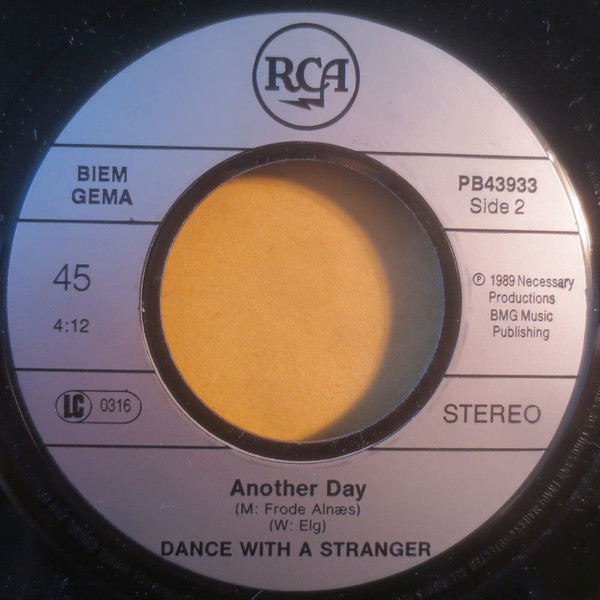 RCA
BIEM
GEMA
PB43933
Side 2
45
4:12
℗ 1989 Necessary
Productions
BMG Music
Publishing
LC 0316
STEREO
Another Day
(M: Frode Alnæs)
(W: Elg)
DANCE WITH A STRANGER